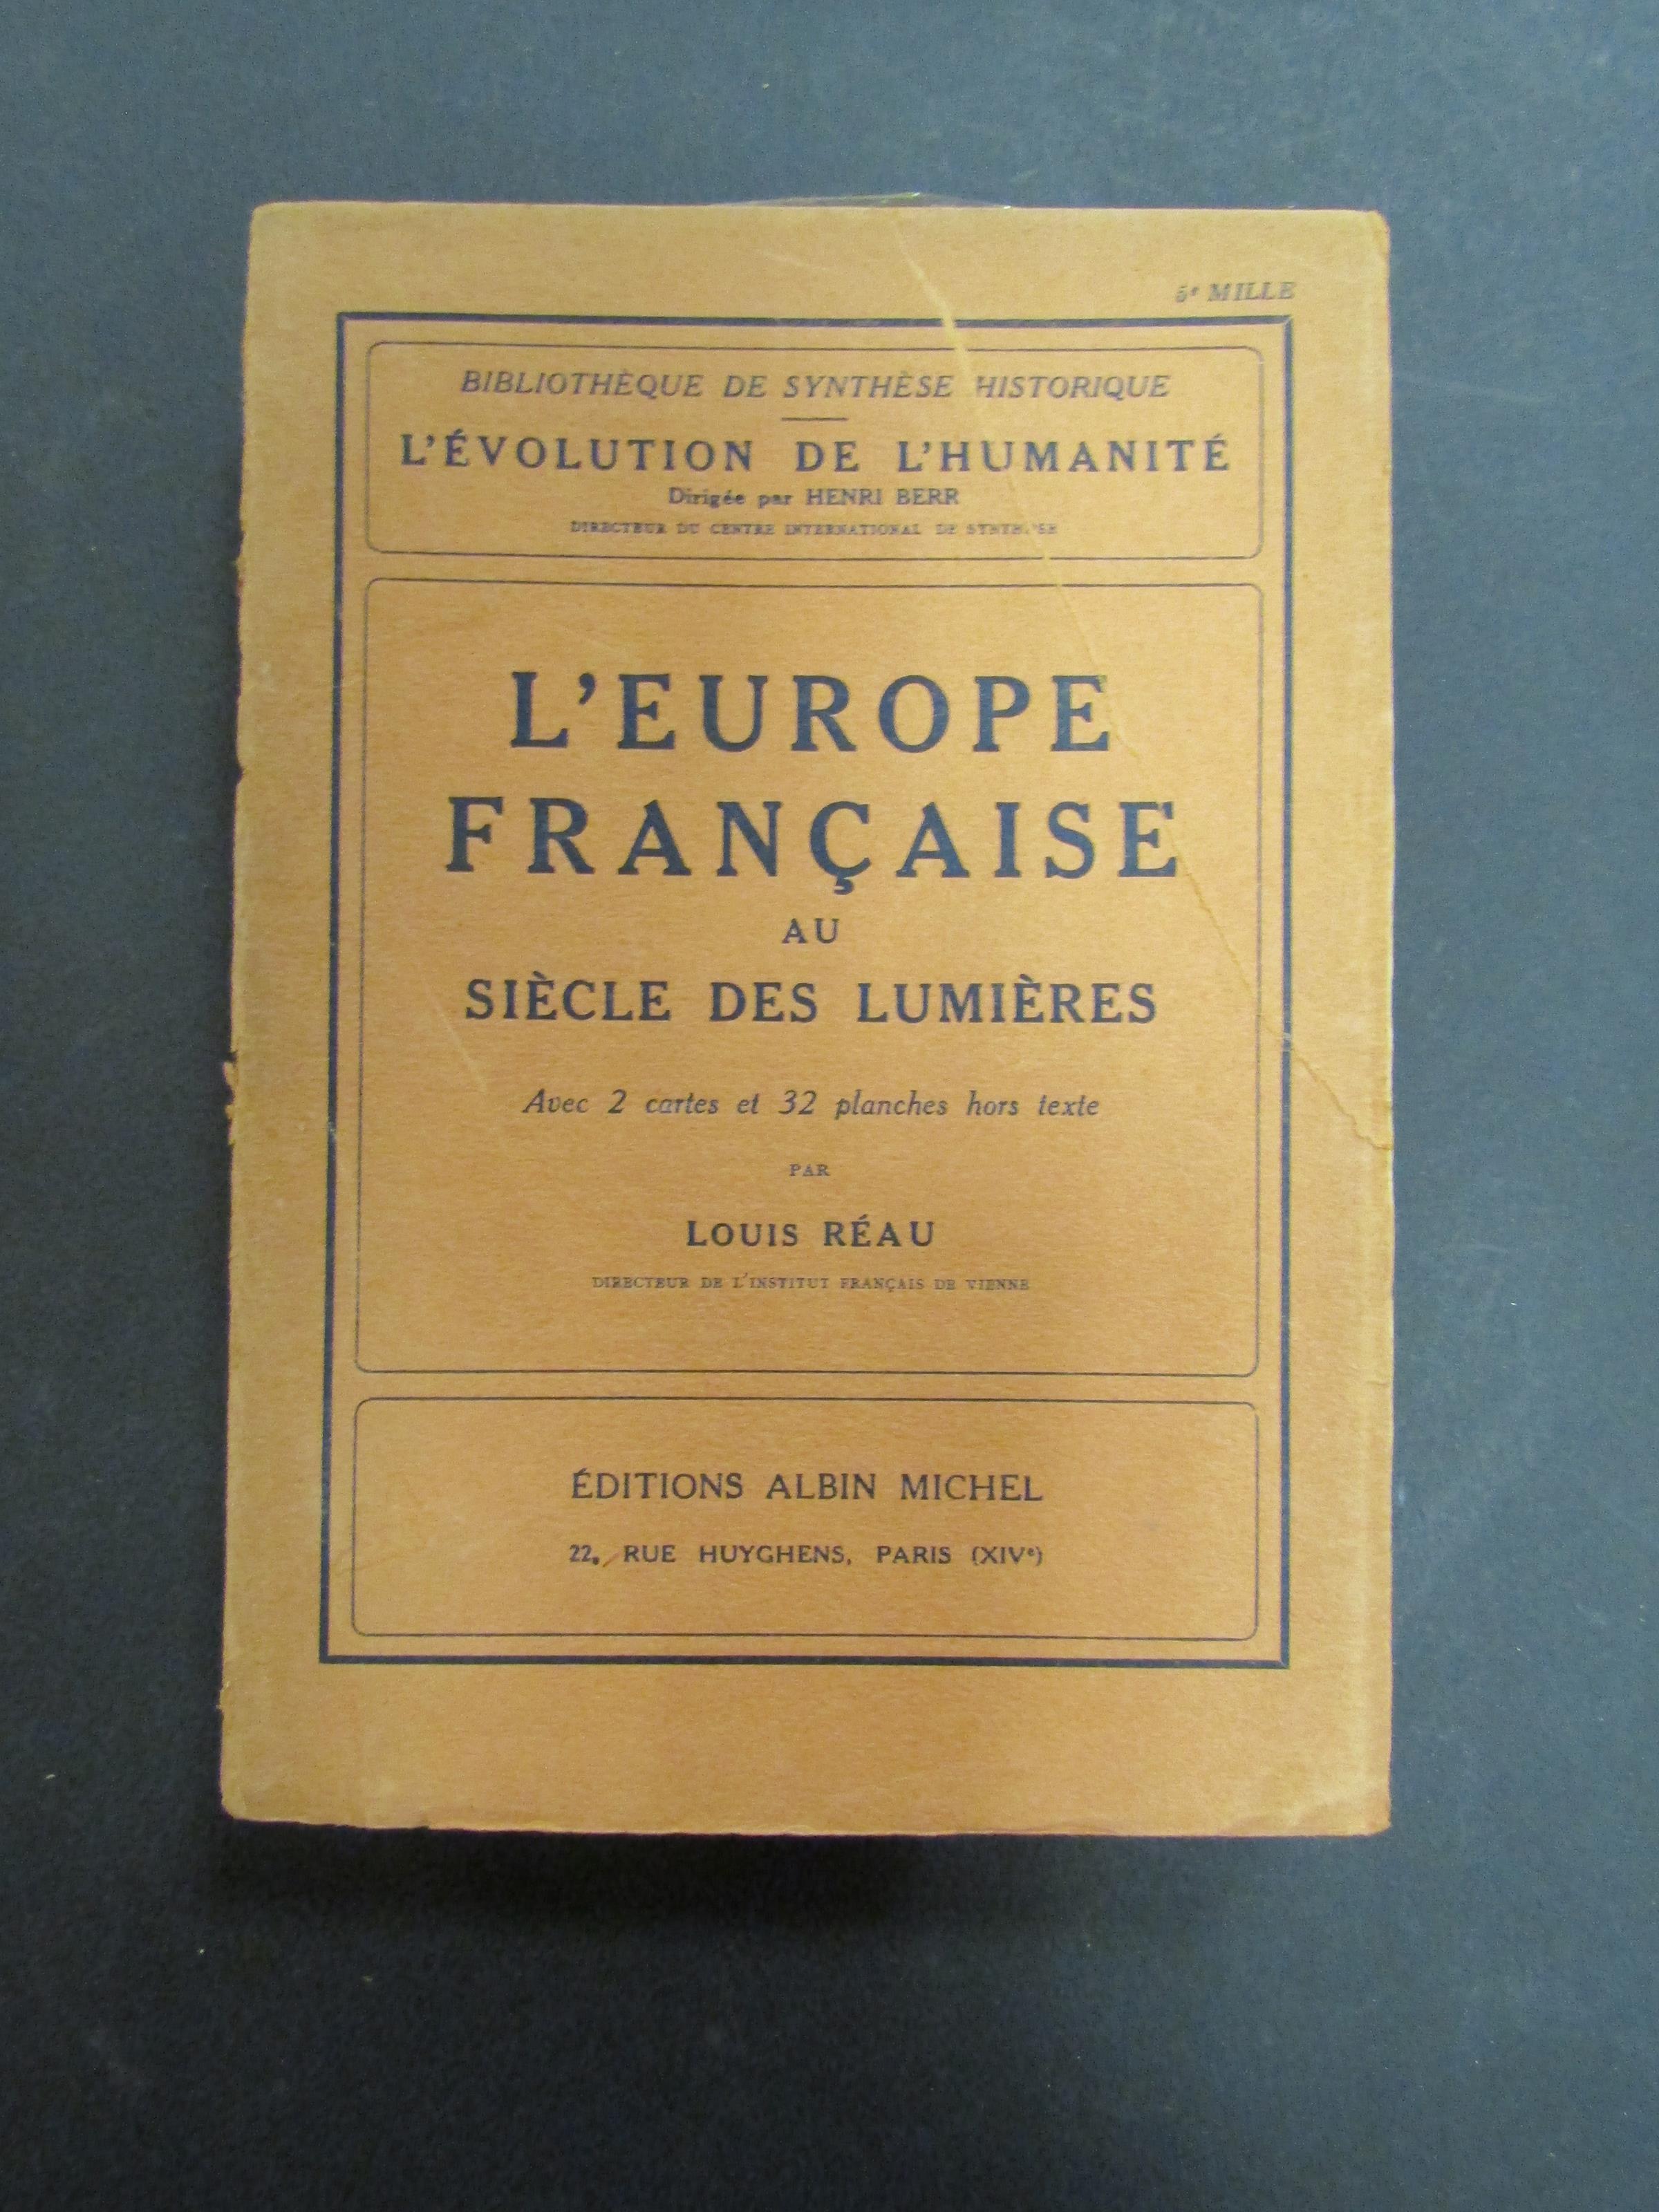 5e MILLE
BIBLIOTHÈQUE DE SYNTHÈSE HISTORIQUE
L'ÉVOLUTION DE L'HUMANITÉ
Dirigée par HENRI BERR
DIRECTEUR DU CENTRE INTERNATIONAL DE SYNTHÈSE
L'EUROPE
FRANÇAISE
AU
SIÈCLE DES LUMIÈRES
Avec 2 cartes et 32 planches hors texte
PAR
LOUIS RÉAU
DIRECTEUR DE L'INSTITUT FRANÇAIS DE VIENNE
ÉDITIONS ALBIN MICHEL
22, RUE HUYGHENS, PARIS (XIVe)